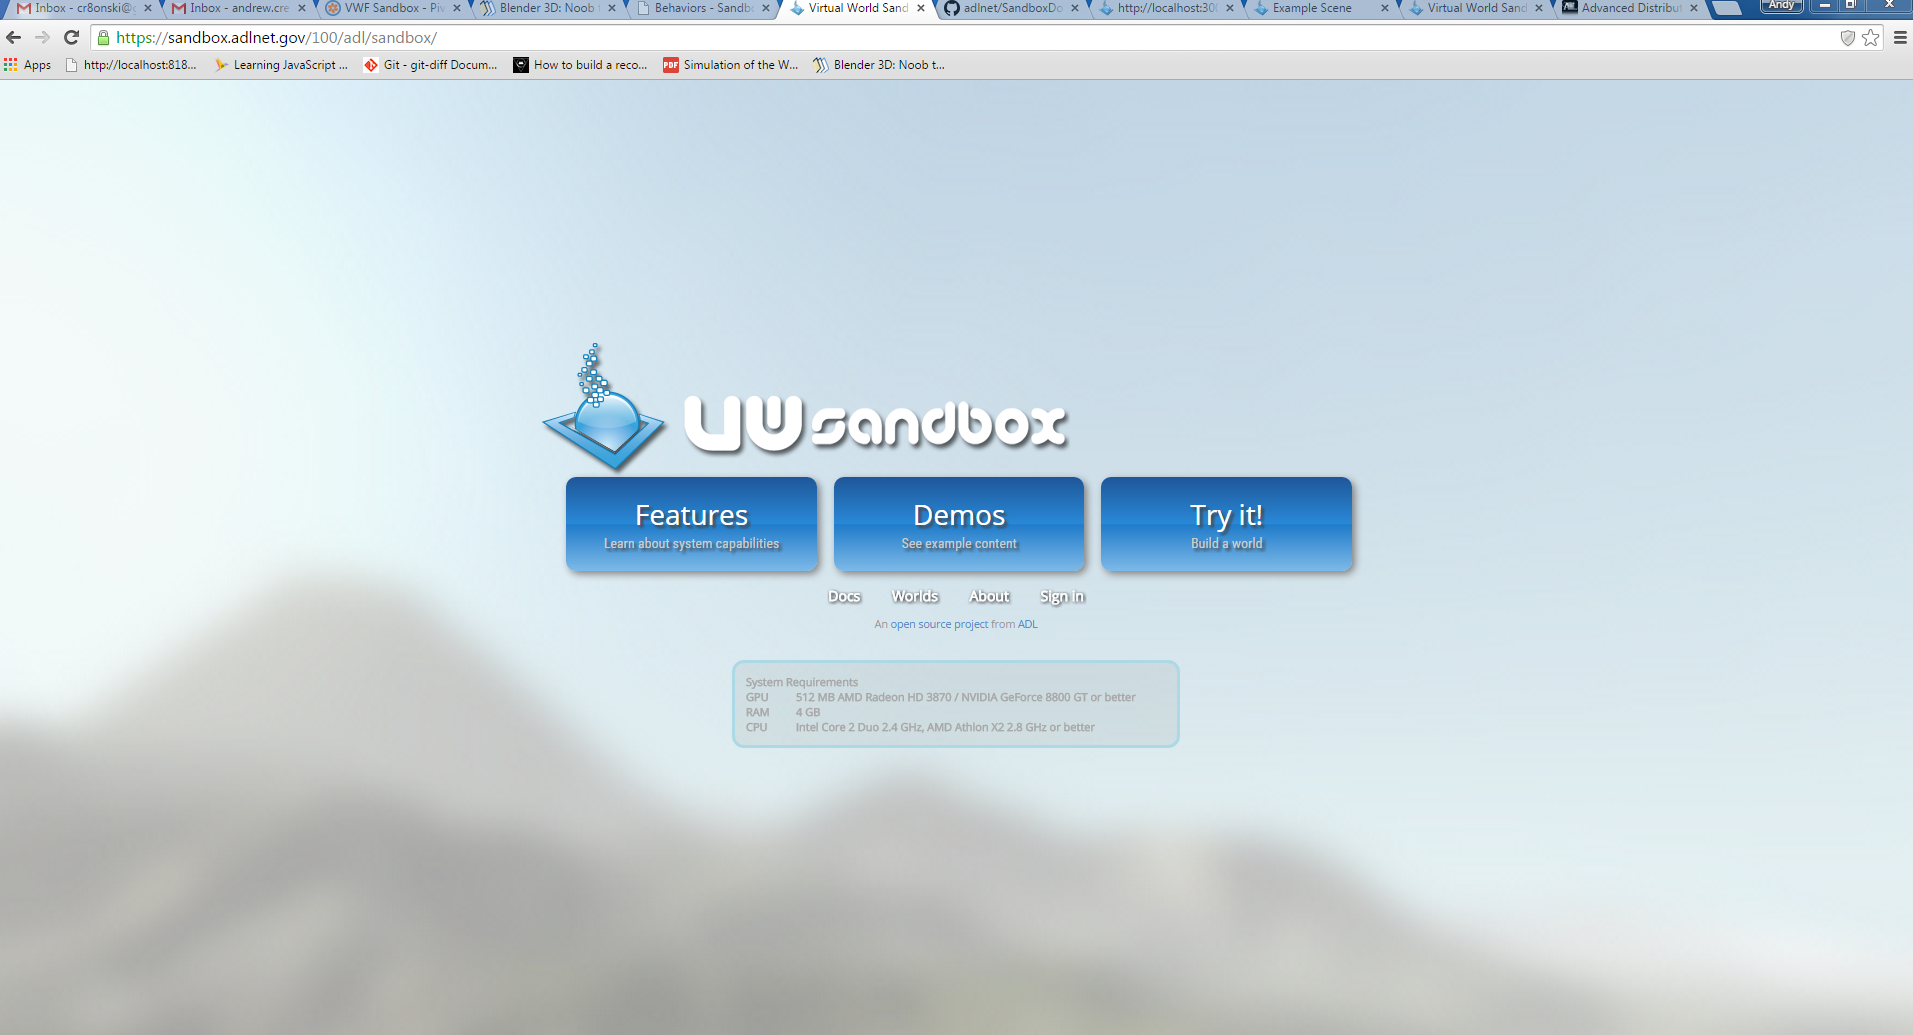 Inbox - cr8onski@g
Inbox - andrew.cre
VWF Sandbox - Piv
Blender 3D: Noob
Behaviors - Sandb
Virtual World Sand
adlnet/SandboxDo
http://localhost:30
Example Scene
Virtual World Sand
Advanced Distribut
Andy
https://sandbox.adlnet.gov/100/adl/sandbox/
Apps
http://localhost:818...
Learning JavaScript ...
Git - git-diff Docum...
How to build a reco...
PDF
Simulation of the W...
Blender 3D: Noob t...
VW sandbox
Features
Learn about system capabilities
Demos
See example content
Try it!
Build a world
Docs
Worlds
About
Sign in
An open source project from ADL
System Requirements
GPU 512 MB AMD Radeon HD 3870 / NVIDIA GeForce 8800 GT or better
RAM 4 GB
CPU Intel Core 2 Duo 2.4 GHz, AMD Athlon X2 2.8 GHz or better